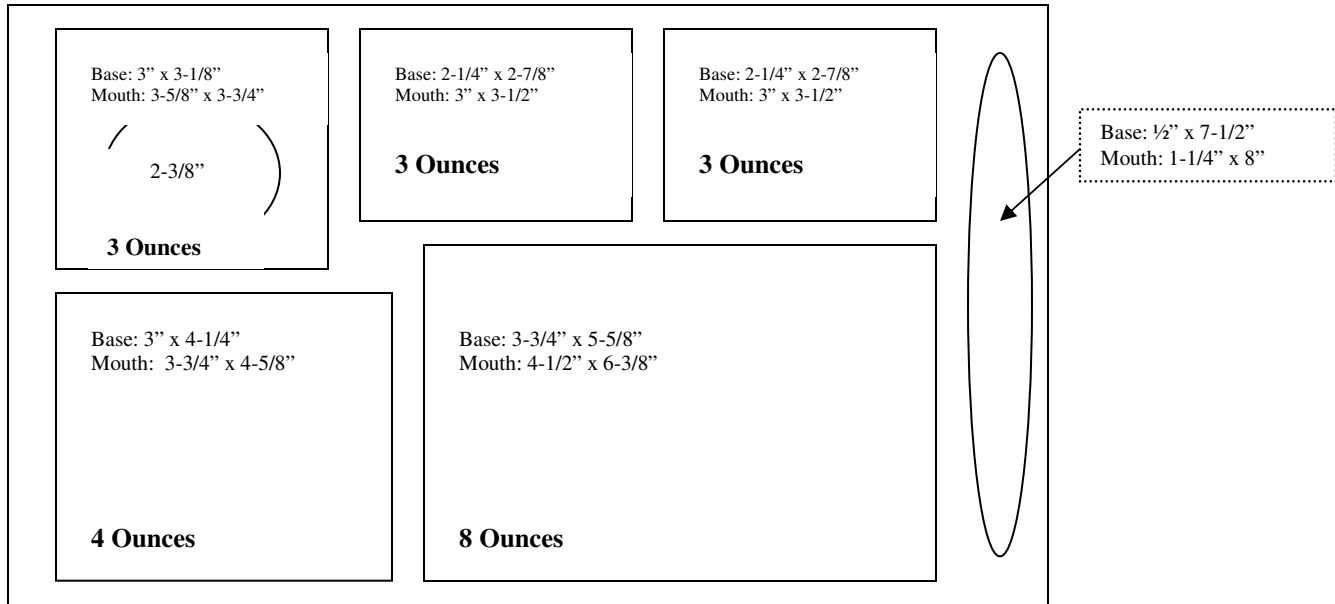 Base: 3” x 3-1/8”
Mouth: 3-5/8” x 3-3/4”
2-3/8”
3 Ounces
Base: 2-1/4” x 2-7/8”
Mouth: 3” x 3-1/2”
3 Ounces
Base: 2-1/4” x 2-7/8”
Mouth: 3” x 3-1/2”
3 Ounces
Base: ½” x 7-1/2”
Mouth: 1-1/4” x 8”
Base: 3” x 4-1/4”
Mouth:  3-3/4” x 4-5/8”
4 Ounces
Base: 3-3/4” x 5-5/8”
Mouth: 4-1/2” x 6-3/8”
8 Ounces